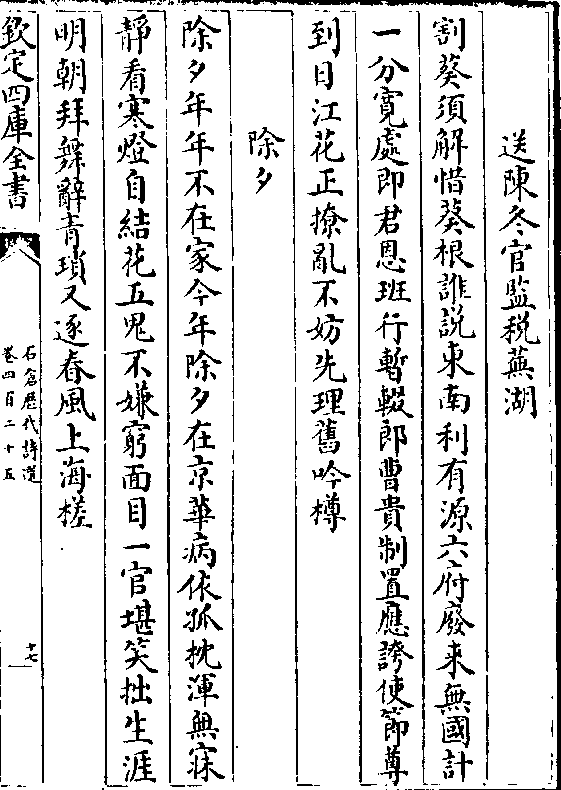 送陳冬官監税蕪湖
割葵須解惜葵根誰説東南利有源六府廢来無國計
一分寛處即君恩班行暫輟郎曹貴制置應誇使節尊
到日江花正撩亂不妨先理舊吟樽
除夕
除夕年年不在家今年除夕在京華病依孤枕渾無寐
静看寒燈自結花五鬼不嫌窮面目一官堪笑拙生涯
明朝拜舞辭青瑣又逐春風上海槎
欽定四庫全書
石倉歴代詩選
卷四百二十五
十七